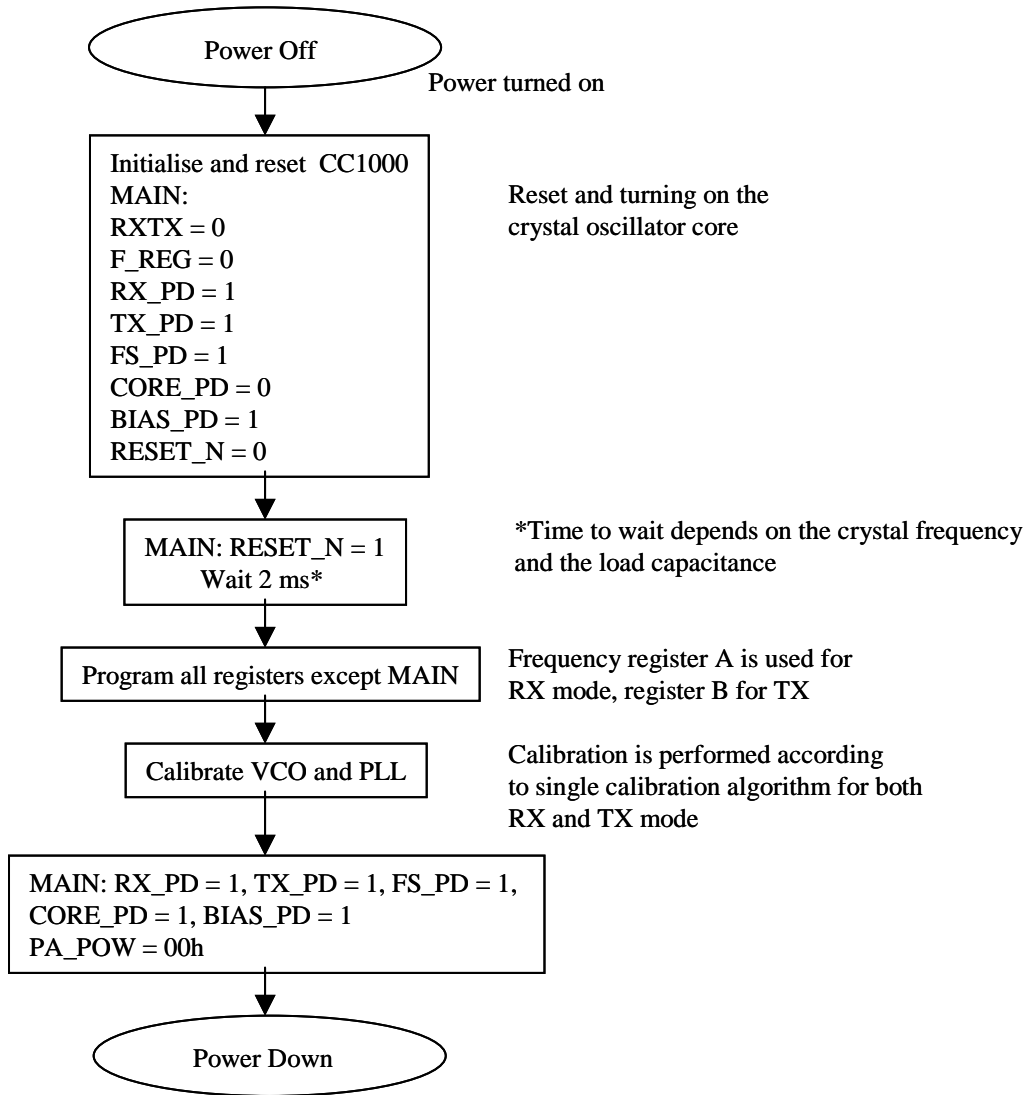 Power Off
Power turned on
Initialise and reset CC1000
MAIN:
RXTX = 0
F_REG = 0
RX_PD = 1
TX_PD = 1
FS_PD = 1
CORE_PD = 0
BIAS_PD = 1
RESET_N = 0
Reset and turning on the
crystal oscillator core
MAIN: RESET_N = 1
Wait 2 ms*
*Time to wait depends on the crystal frequency
and the load capacitance
Program all registers except MAIN
Frequency register A is used for
RX mode, register B for TX
Calibrate VCO and PLL
Calibration is performed according
to single calibration algorithm for both
RX and TX mode
MAIN: RX_PD = 1, TX_PD = 1, FS_PD = 1,
CORE_PD = 1, BIAS_PD = 1
PA_POW = 00h
Power Down